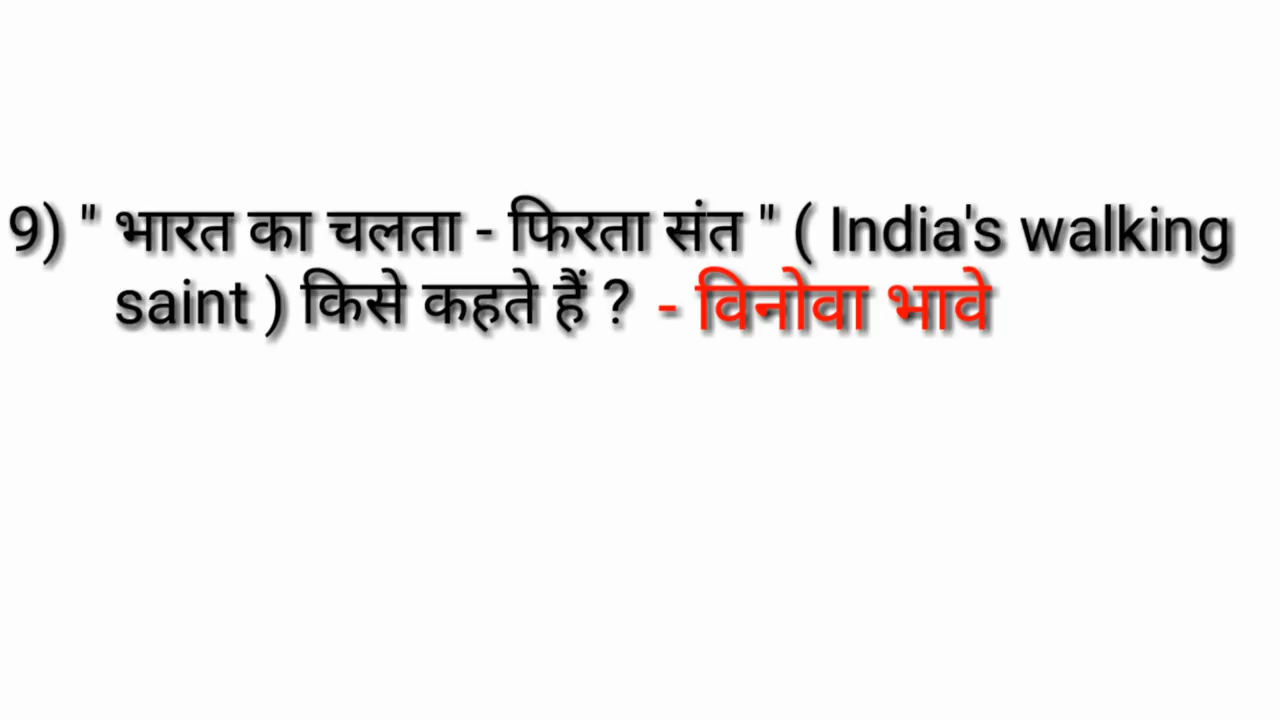 9) " भारत का चलता - फिरता संत " ( India's walking
saint ) किसे कहते हैं ? - विनोवा भावे